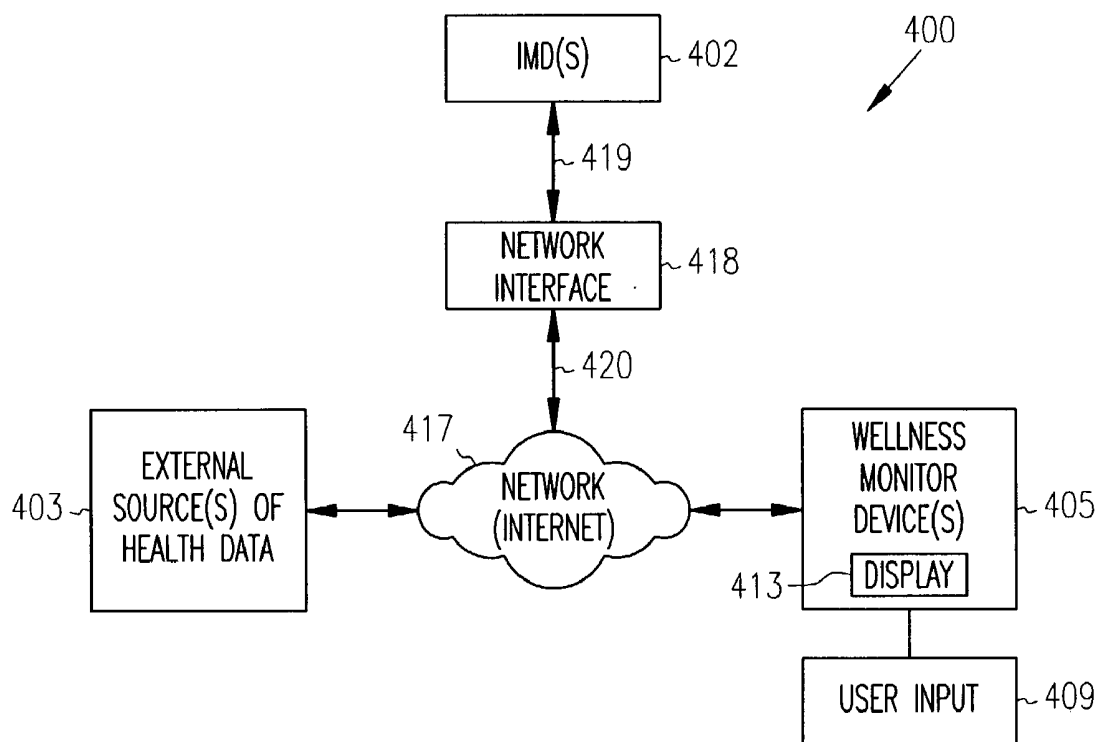 400
IMD(S)
402
419
NETWORK
INTERFACE
418
420
417
NETWORK
(INTERNET)
403
EXTERNAL
SOURCE(S) OF
HEALTH DATA
WELLNESS
MONITOR
DEVICE(S)
405
413
DISPLAY
USER INPUT
409